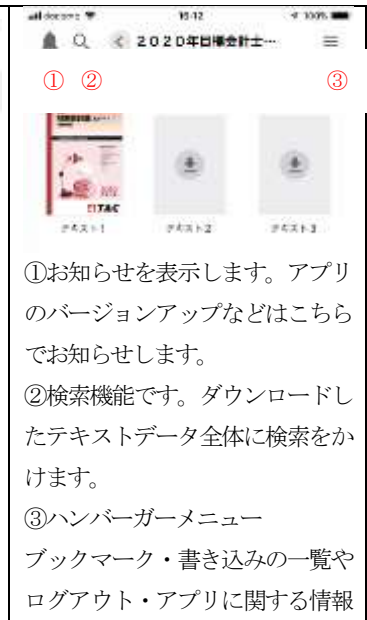 16:12
100%
2020年目標会計士…
① ②
③
TAC
テキスト1
テキスト2
テキスト3
①お知らせを表示します。アプリ
のバージョンアップなどはこちら
でお知らせします。
②検索機能です。ダウンロードし
たテキストデータ全体に検索をか
けます。
③ハンバーガーメニュー
ブックマーク・書き込みの一覧や
ログアウト・アプリに関する情報